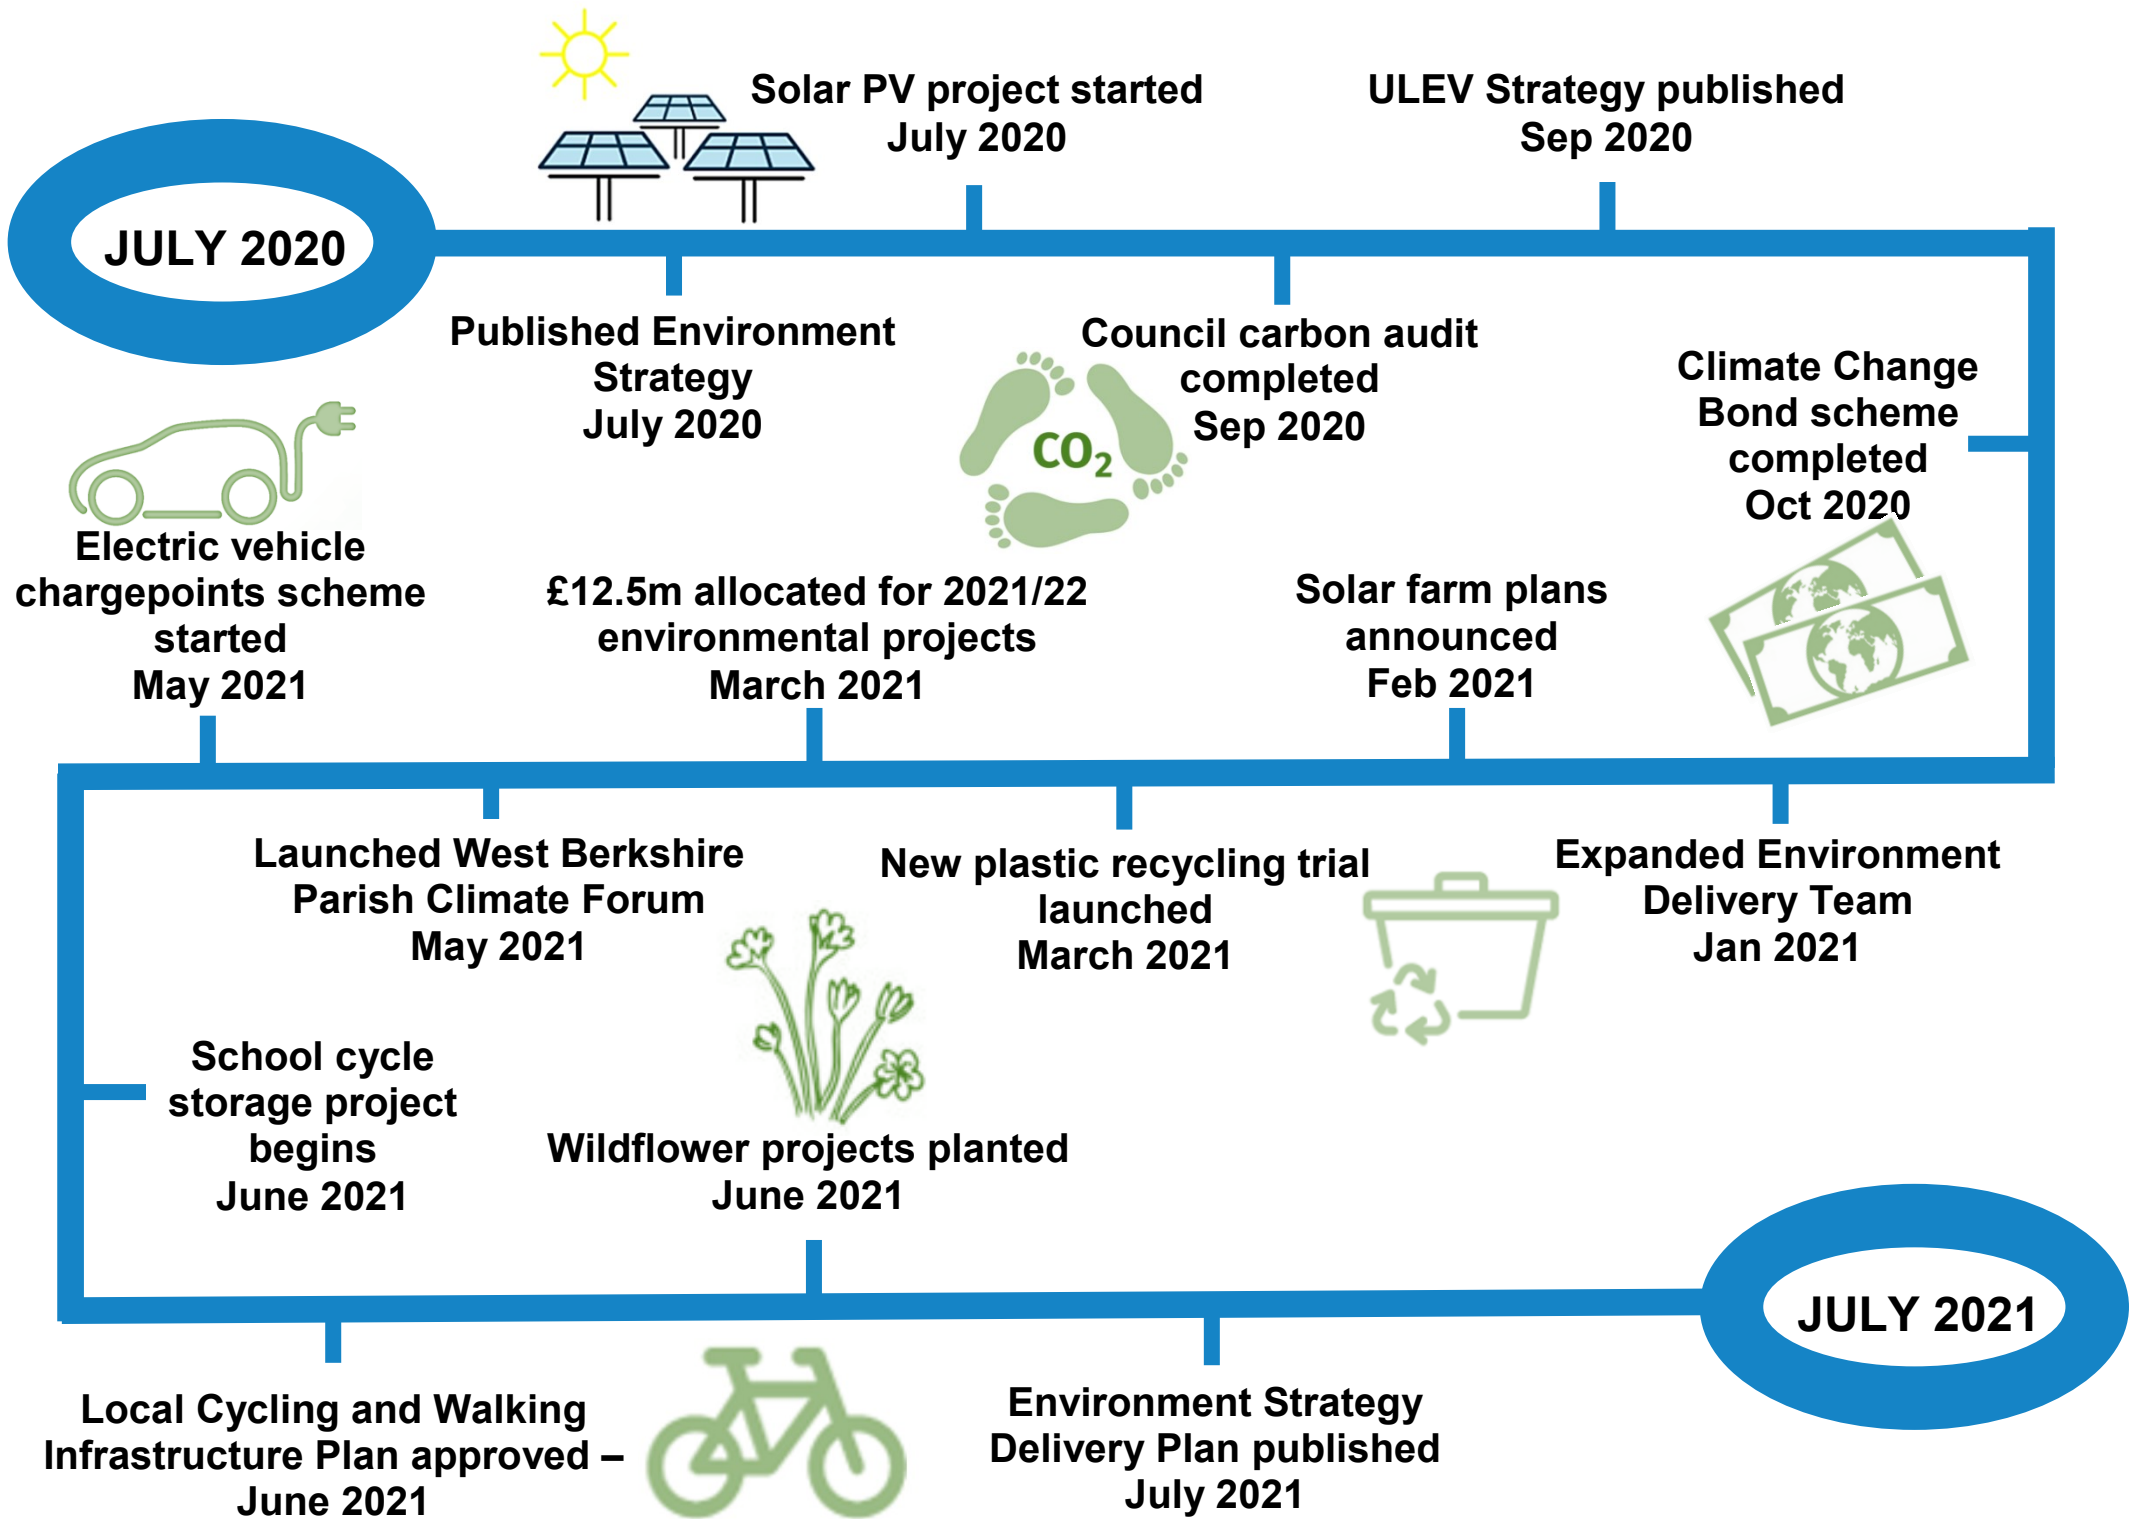 JULY 2020
Published Environment
Strategy
July 2020
Solar PV project started
July 2020
Council carbon audit
completed
Sep 2020
CO₂
ULEV Strategy published
Sep 2020
Climate Change
Bond scheme
completed
Oct 2020
Expanded Environment
Delivery Team
Jan 2021
Solar farm plans
announced
Feb 2021
New plastic recycling trial
launched
March 2021
£12.5m allocated for 2021/22
environmental projects
March 2021
Launched West Berkshire
Parish Climate Forum
May 2021
Electric vehicle
chargepoints scheme
started
May 2021
School cycle
storage project
begins
June 2021
Local Cycling and Walking
Infrastructure Plan approved –
June 2021
Wildflower projects planted
June 2021
Environment Strategy
Delivery Plan published
July 2021
JULY 2021